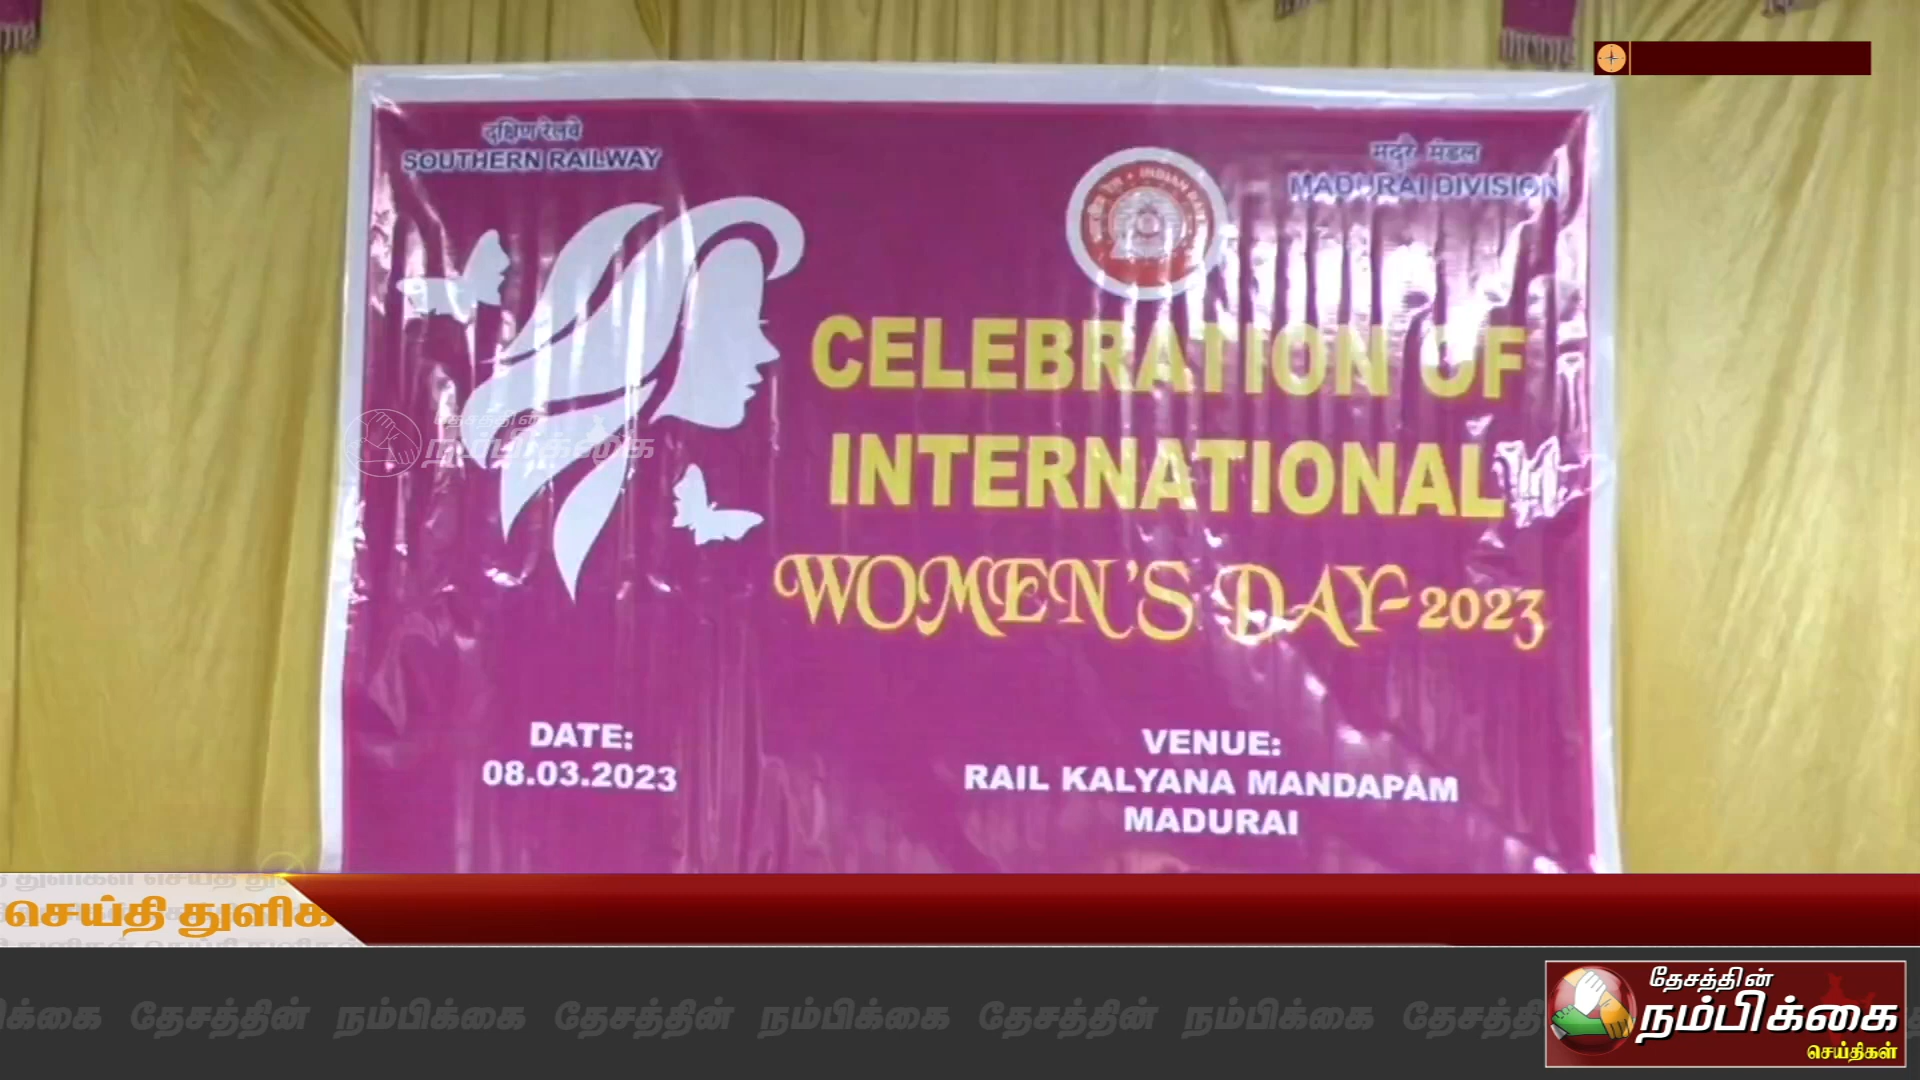 दक्षिण रेलवे
SOUTHERN RAILWAY
मदुरै मंडल
MADURAI DIVISION
CELEBRATION OF
INTERNATIONAL
WOMEN'S DAY-2023
DATE:
08.03.2023
VENUE:
RAIL KALYANA MANDAPAM
MADURAI
தேசத்தின்
நம்பிக்கை
செய்தி துளிக
தேசத்தின் நம்பிக்கை தேசத்தின் நம்பிக்கை தேசத்தின் நம்பிக்கை
தேசத்தின்
நம்பிக்கை
செய்திகள்